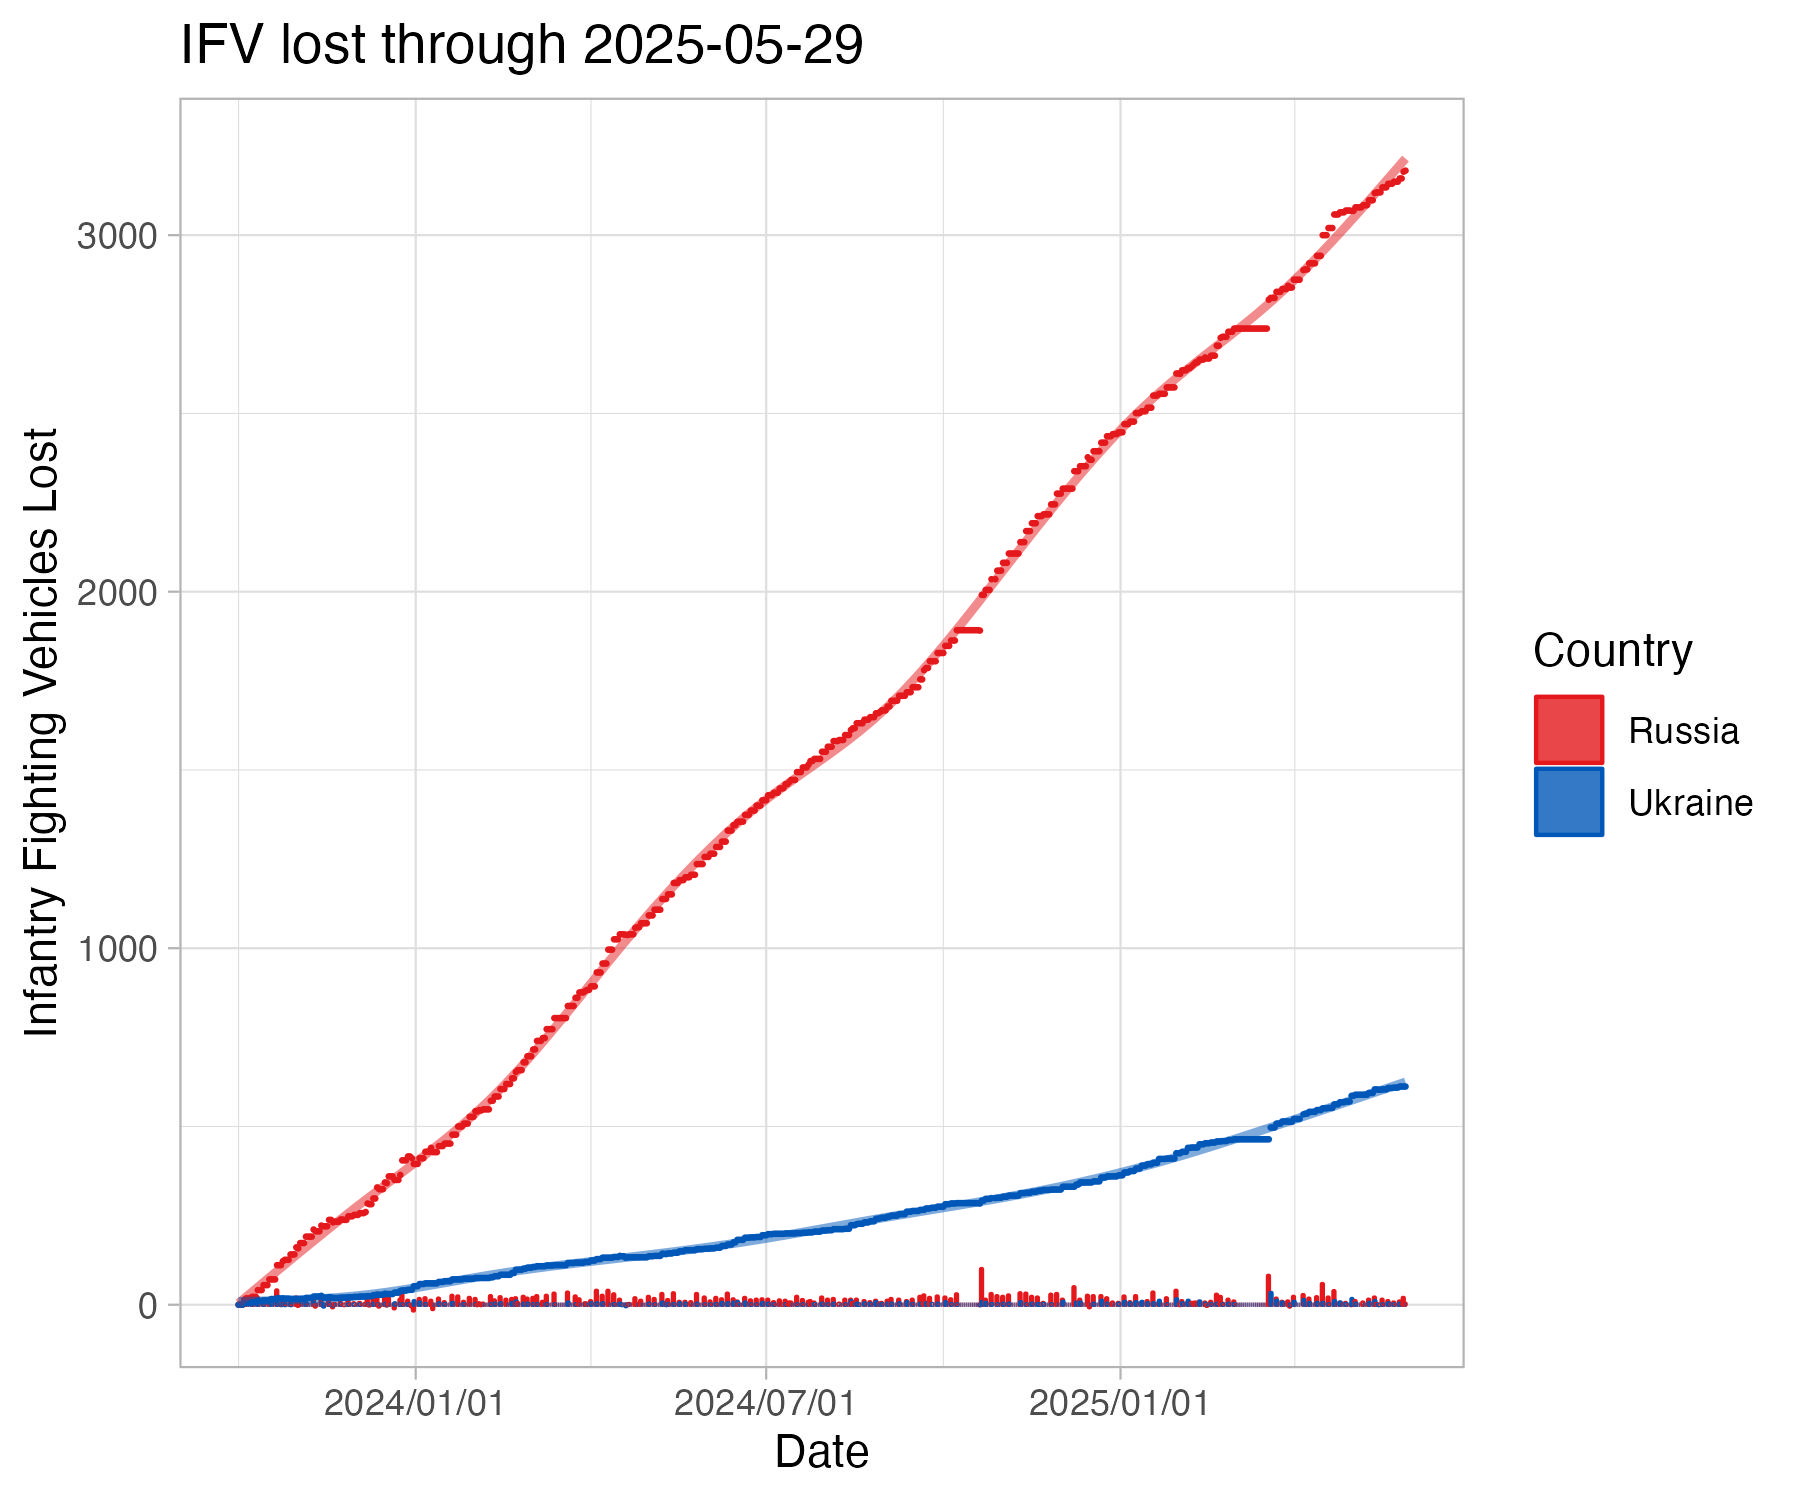 IFV lost through 2025-05-29
Infantry Fighting Vehicles Lost
3000
2000
1000
0
2024/01/01
2024/07/01
2025/01/01
Date
Country
Russia
Ukraine